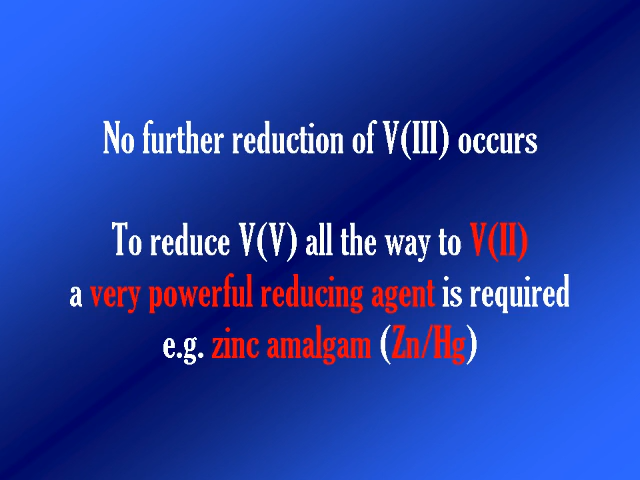 No further reduction of V(III) occurs
To reduce V(V) all the way to V(II)
a very powerful reducing agent is required
e.g. zinc amalgam (Zn/Hg)